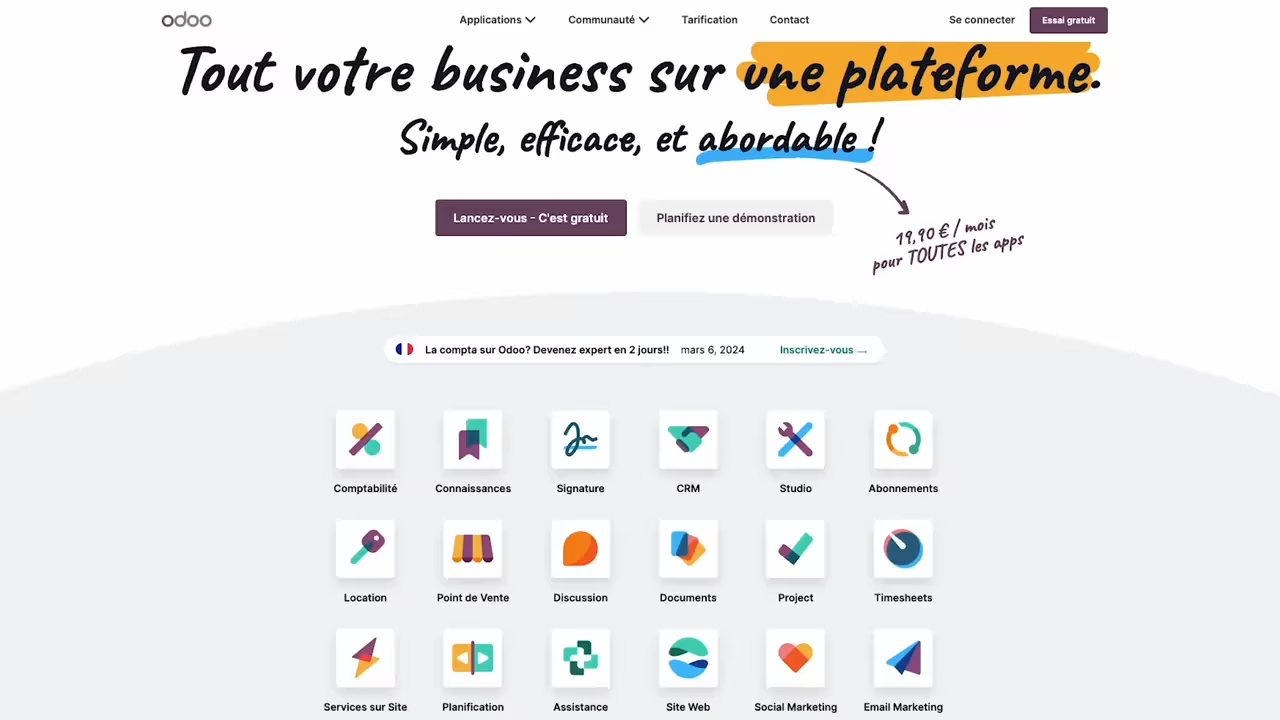 odoo
Applications
Communauté
Tarification
Contact
Se connecter
Essai gratuit
Tout votre business sur une plateforme.
Simple, efficace, et abordable !
Lancez-vous - C'est gratuit
Planifiez une démonstration
19,90 € / mois
pour TOUTES les apps
La compta sur Odoo? Devenez expert en 2 jours!! mars 6, 2024 Inscrivez-vous →
Comptabilité
Connaissances
Signature
CRM
Studio
Abonnements
Location
Point de Vente
Discussion
Documents
Project
Timesheets
Services sur Site
Planification
Assistance
Site Web
Social Marketing
Email Marketing